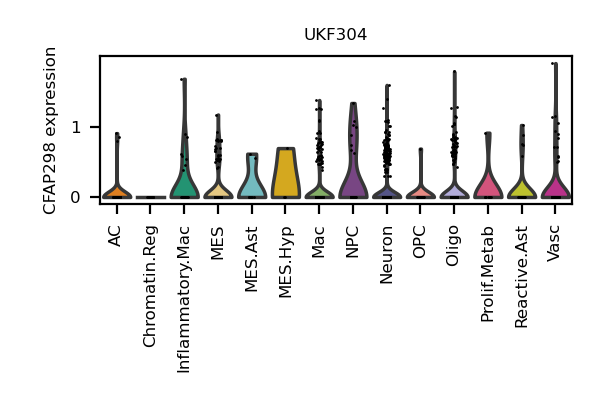 UKF304
CFAP298 expression
1
0
AC
Chromatin.Reg
Inflammatory.Mac
MES
MES.Ast
MES.Hyp
Mac
NPC
Neuron
OPC
Oligo
Prolif.Metab
Reactive.Ast
Vasc